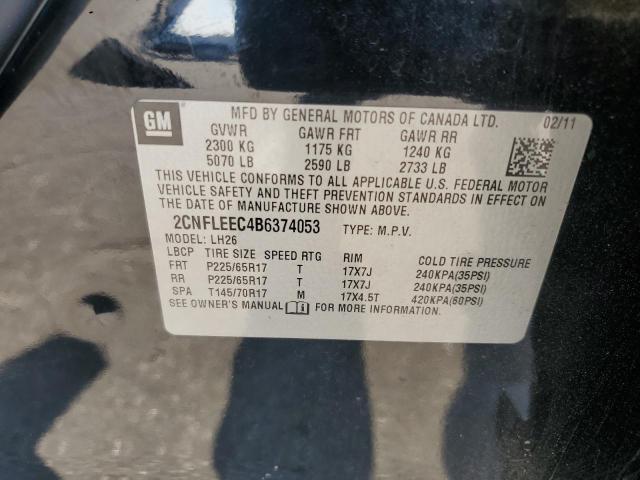 GM
MFD BY GENERAL MOTORS OF CANADA LTD. 02/11
GVWR GAWR FRT GAWR RR
2300 KG 1175 KG 1240 KG
5070 LB 2590 LB 2733 LB
THIS VEHICLE CONFORMS TO ALL APPLICABLE U.S. FEDERAL MOTOR
VEHICLE SAFETY AND THEFT PREVENTION STANDARDS IN EFFECT ON
THE DATE OF MANUFACTURE SHOWN ABOVE.
2CNFLEEC4B6374053 TYPE: M.P.V.
MODEL: LH26
LBCP TIRE SIZE SPEED RTG RIM COLD TIRE PRESSURE
FRT P225/65R17 T 17X7J 240KPA(35PSI)
RR P225/65R17 T 17X7J 240KPA(35PSI)
SPA T145/70R17 M 17X4.5T 420KPA(60PSI)
SEE OWNER'S MANUAL FOR MORE INFORMATION.